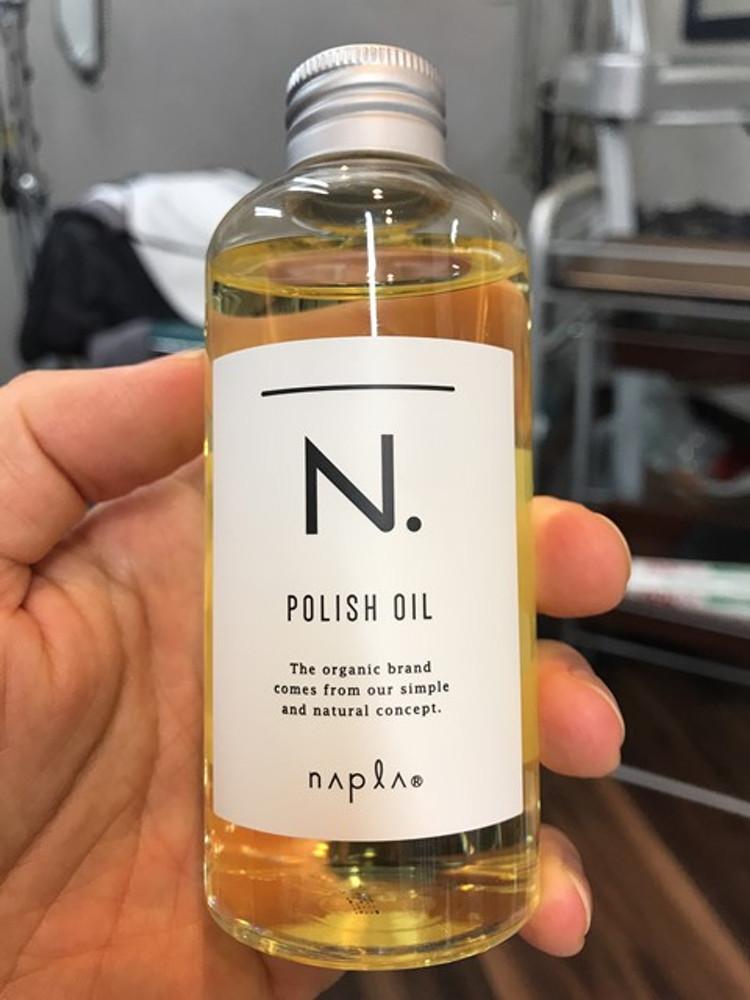 N.
POLISH OIL
The organic brand
comes from our simple
and natural concept.
napla®